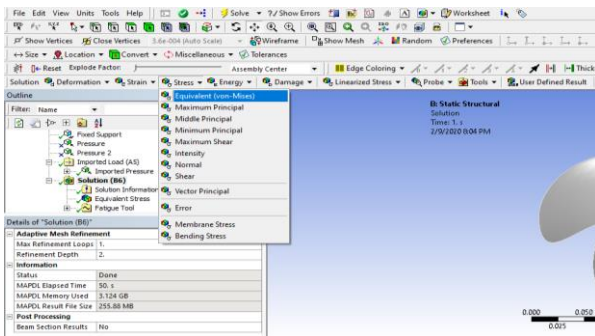 File Edit View Units Tools Help Solve ?/Show Errors Worksheet
Show Vertices Close Vertices 3.6e-004 (Auto Scale) Wireframe Show Mesh Random Preferences
Size Location Convert Miscellaneous Tolerances
Reset Explode Factor: Assembly Center Edge Coloring Thick
Solution Deformation Strain Stress Energy Damage Linearized Stress Probe Tools User Defined Result
Outline
Filter: Name
Fixed Support
Pressure
Pressure 2
Imported Load (A5)
Imported Pressure
Solution (B6)
Solution Information
Equivalent Stress
Fatigue Tool
Equivalent (von-Mises)
Maximum Principal
Middle Principal
Minimum Principal
Maximum Shear
Intensity
Normal
Shear
Vector Principal
Error
Membrane Stress
Bending Stress
B: Static Structural
Solution
Time: 1. s
2/9/2020 8:04 PM
Details of "Solution (B6)"
Adaptive Mesh Refinement
Max Refinement Loops 1.
Refinement Depth 2.
Information
Status Done
MAPDL Elapsed Time 50. s
MAPDL Memory Used 3.124 GB
MAPDL Result File Size 255.88 MB
Post Processing
Beam Section Results No
0.000 0.050
0.025